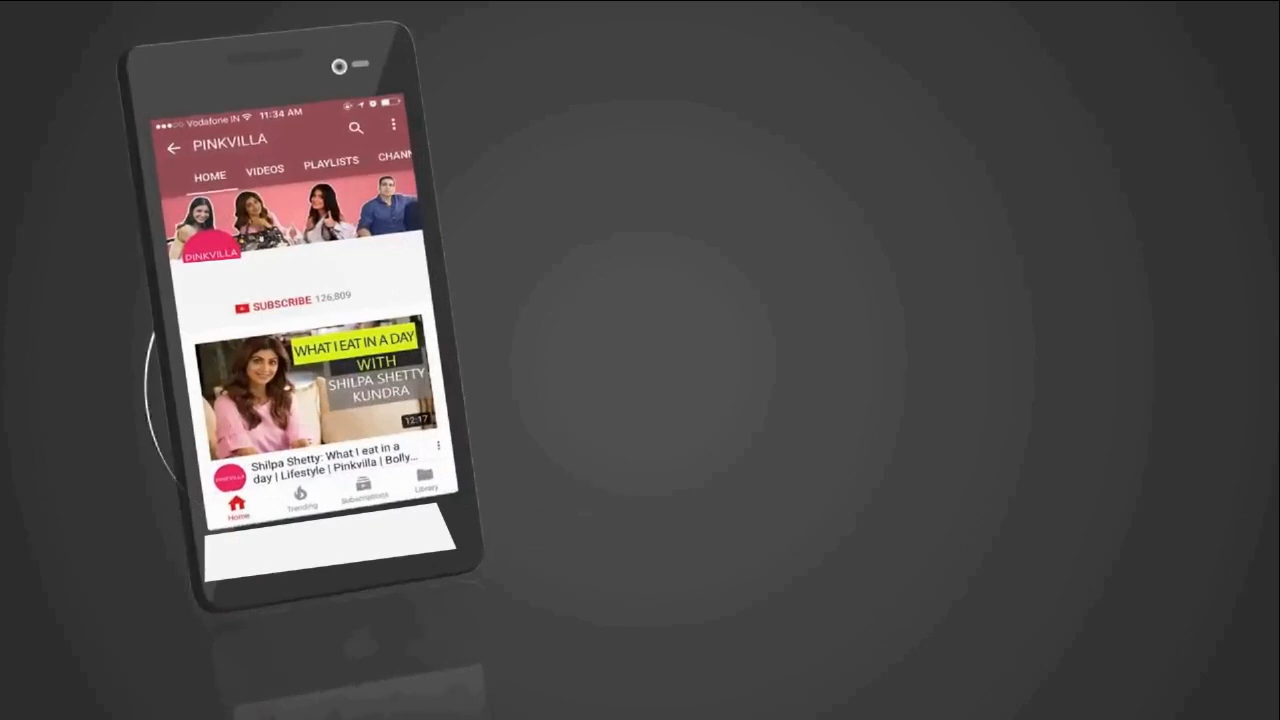 Vodafone IN 11:34 AM
PINKVILLA
HOME VIDEOS PLAYLISTS CHANN
PINKVILLA
SUBSCRIBE 126,809
WHAT I EAT IN A DAY
WITH
SHILPA SHETTY
KUNDRA
12:17
Shilpa Shetty: What I eat in a
day | Lifestyle | Pinkvilla | Bolly...
PINKVILLA
Home Trending Subscriptions Library